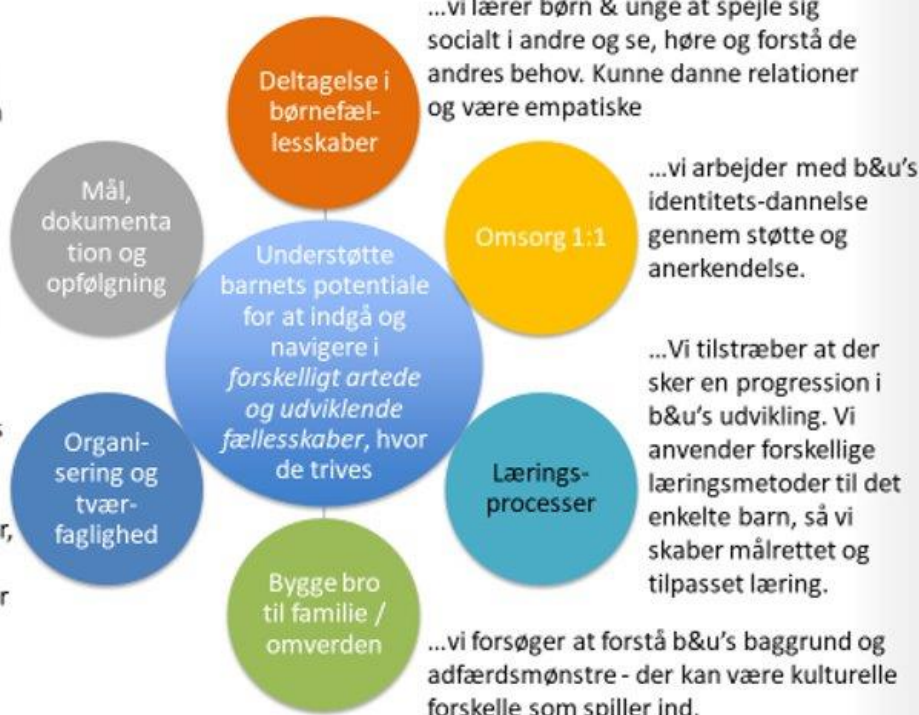 ...vi lærer børn & unge at spejle sig
socialt i andre og se, høre og forstå de
andres behov. Kunne danne relationer
og være empatiske
Deltagelse i
børnefæl-
lesskaber
Mål,
dokumenta
tion og
opfølgning
Omsorg 1:1
...vi arbejder med b&u's
identitets-dannelse
gennem støtte og
anerkendelse.
Understøtte
barnets potentiale
for at indgå og
navigere i
forskelligt artede
og udviklende
fællesskaber, hvor
de trives
Organi-
sering og
tvær-
faglighed
Lærings-
processer
...Vi tilstræber at der
sker en progression i
b&u's udvikling. Vi
anvender forskellige
læringsmetoder til det
enkelte barn, så vi
skaber målrettet og
tilpasset læring.
Bygge bro
til familie /
omverden
...vi forsøger at forstå b&u's baggrund og
adfærdsmønstre - der kan være kulturelle
forskelle som spiller ind.